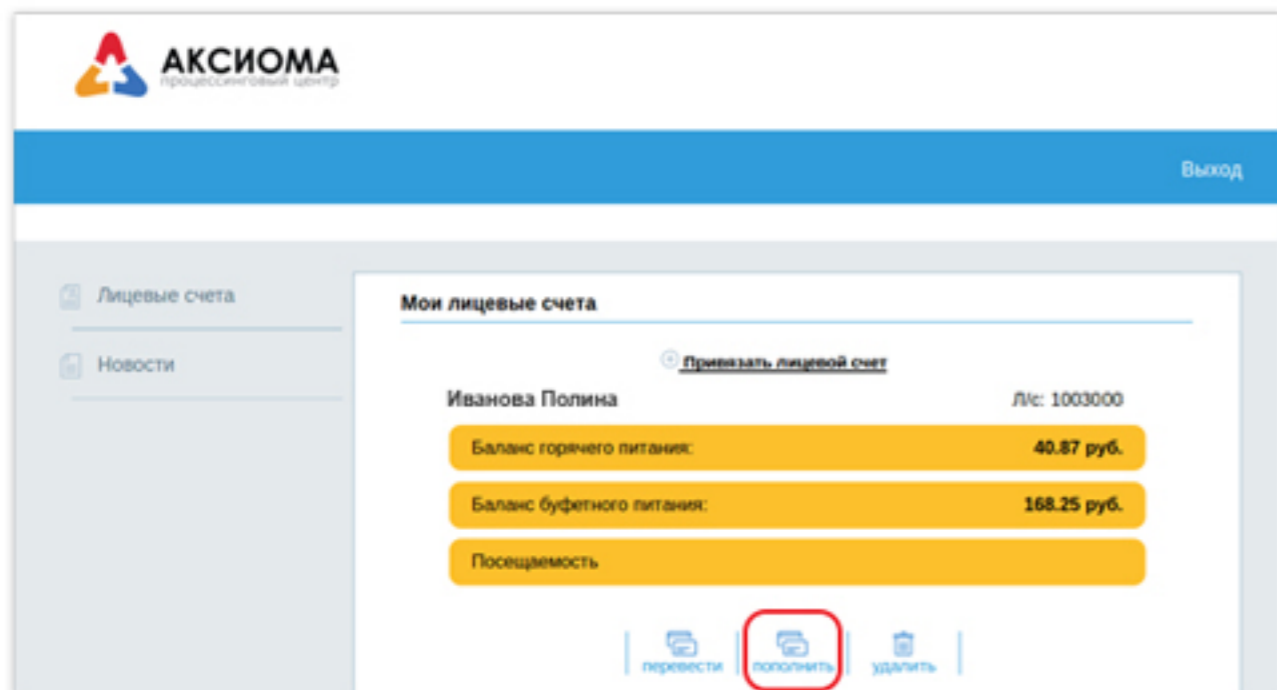 АКСИОМА
процессинговый центр
Выход
Лицевые счета
Новости
Мои лицевые счета
Привязать лицевой счет
Иванова Полина Л/с: 1003000
Баланс горячего питания: 40.87 руб.
Баланс буфетного питания: 168.25 руб.
Посещаемость
перевести пополнить удалить